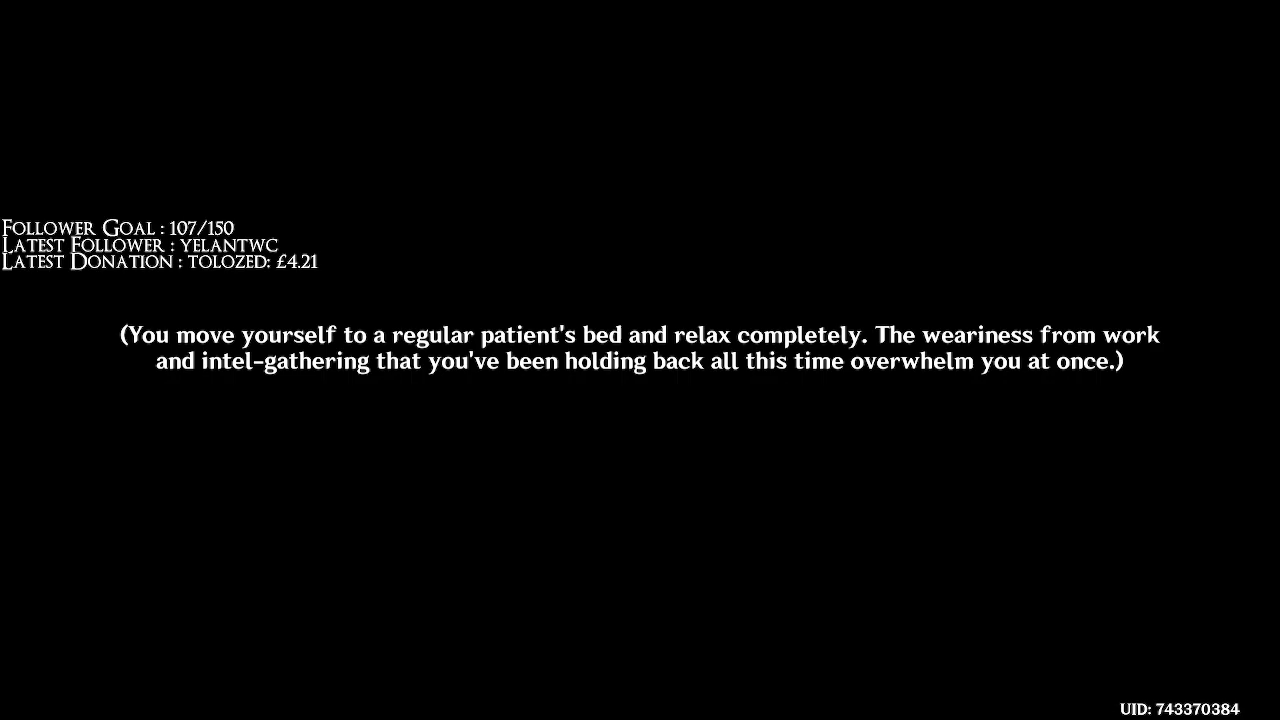 Follower Goal : 107/150
Latest Follower : yelantwc
Latest Donation : tolozed: £4.21
(You move yourself to a regular patient's bed and relax completely. The weariness from work
and intel-gathering that you've been holding back all this time overwhelm you at once.)
UID: 743370384